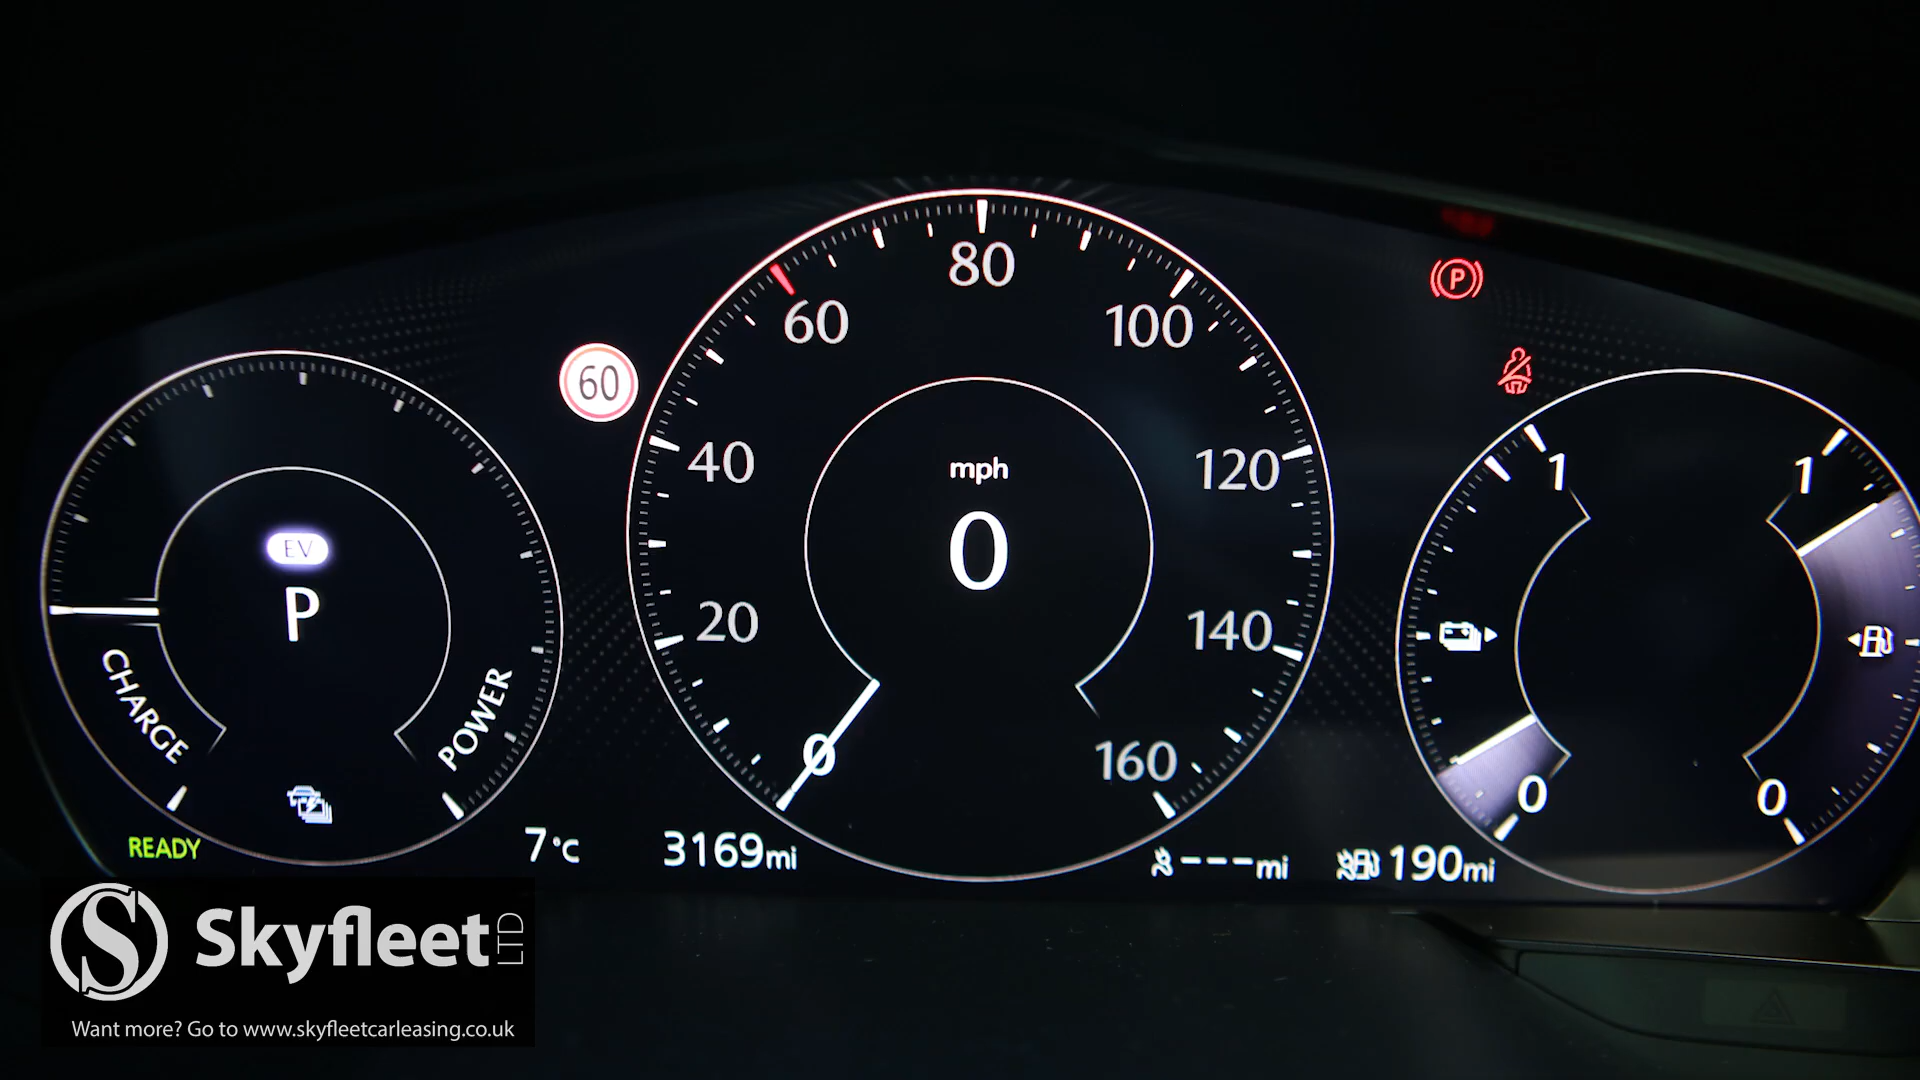 80
60
100
60
40
120
mph
0
1
1
EV
P
20
140
CHARGE
POWER
0
160
0
0
READY
7°C
3169mi
---mi
190mi
P
S
Skyfleet LTD
Want more? Go to www.skyfleetcarleasing.co.uk